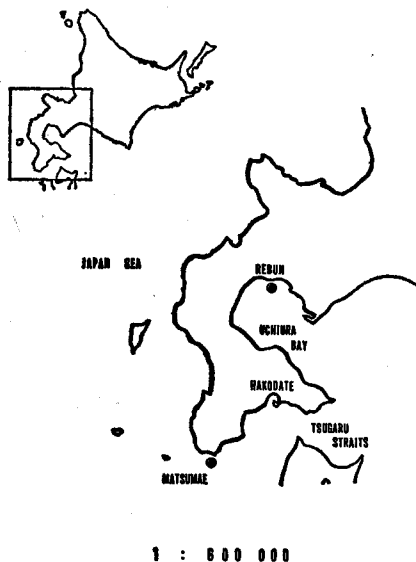 JAPAN SEA
REBUN
UCHIURA
BAY
HAKODATE
TSUGARU
STRAITS
MATSUMAE
1 : 600 000